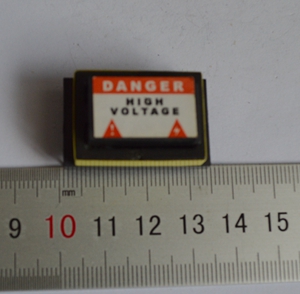 DANGER
HIGH
VOLTAGE
mm
9 10 11 12 13 14 15